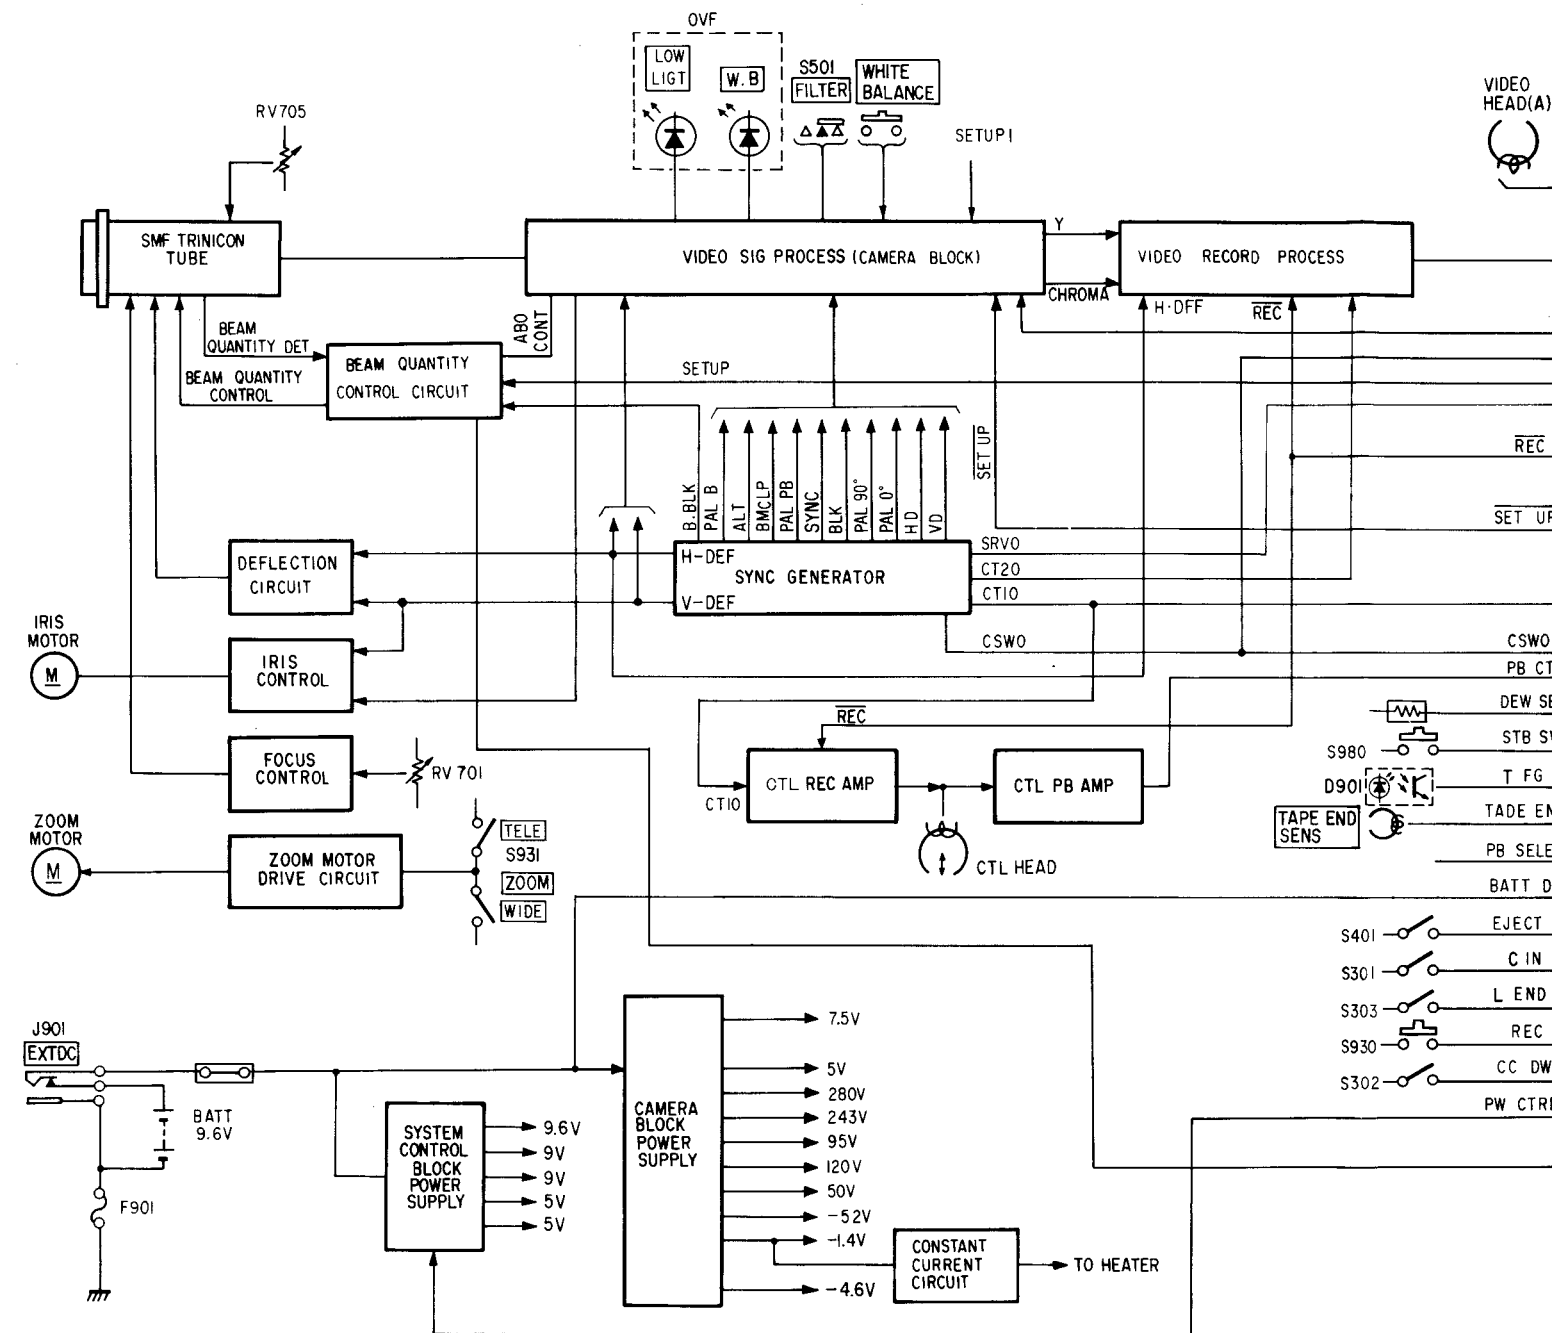 OVF
LOW
LIGT
W.B
S501
FILTER
WHITE
BALANCE
SETUP I
VIDEO
HEAD(A)
RV705
SMF TRINICON
TUBE
VIDEO SIG PROCESS (CAMERA BLOCK)
Y
CHROMA
VIDEO RECORD PROCESS
H·DFF
REC
BEAM
QUANTITY DET
BEAM QUANTITY
CONTROL
BEAM QUANTITY
CONTROL CIRCUIT
ABO
CONT
SETUP
SET UP
REC
SET UP
B.BLK
PAL B
ALT
BMCLP
PAL PB
SYNC
BLK
PAL 90°
PAL 0°
HD
VD
H-DEF
SYNC GENERATOR
V-DEF
SRVO
CT20
CTIO
CSWO
CSWO
PB CT
DEFLECTION
CIRCUIT
IRIS
MOTOR
M
IRIS
CONTROL
FOCUS
CONTROL
RV 701
ZOOM
MOTOR
M
ZOOM MOTOR
DRIVE CIRCUIT
TELE
S931
ZOOM
WIDE
REC
CTIO
CTL REC AMP
CTL PB AMP
CTL HEAD
DEW SE
S980
STB SW
D901
T FG
TAPE END
SENS
TADE EN
PB SELE
BATT D
S401
EJECT
S301
C IN
S303
L END
S930
REC
S302
CC DW
PW CTRL
J901
EXTDC
BATT
9.6V
F901
SYSTEM
CONTROL
BLOCK
POWER
SUPPLY
9.6V
9V
9V
5V
5V
CAMERA
BLOCK
POWER
SUPPLY
7.5V
5V
280V
243V
95V
120V
50V
-52V
-1.4V
-4.6V
CONSTANT
CURRENT
CIRCUIT
TO HEATER